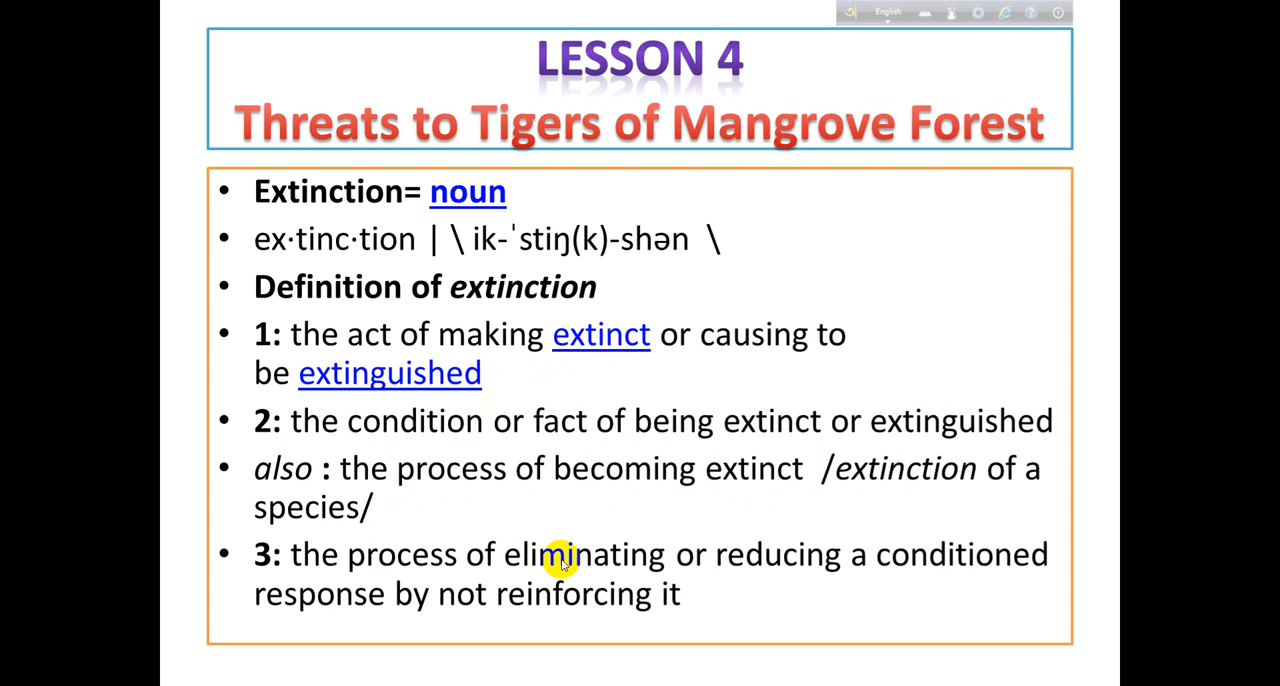 English
LESSON 4
Threats to Tigers of Mangrove Forest
• Extinction= noun
• ex·tinc·tion | \ ik-ˈstiŋ(k)-shən \
• Definition of extinction
• 1: the act of making extinct or causing to
be extinguished
• 2: the condition or fact of being extinct or extinguished
• also : the process of becoming extinct /extinction of a
species/
• 3: the process of eliminating or reducing a conditioned
response by not reinforcing it